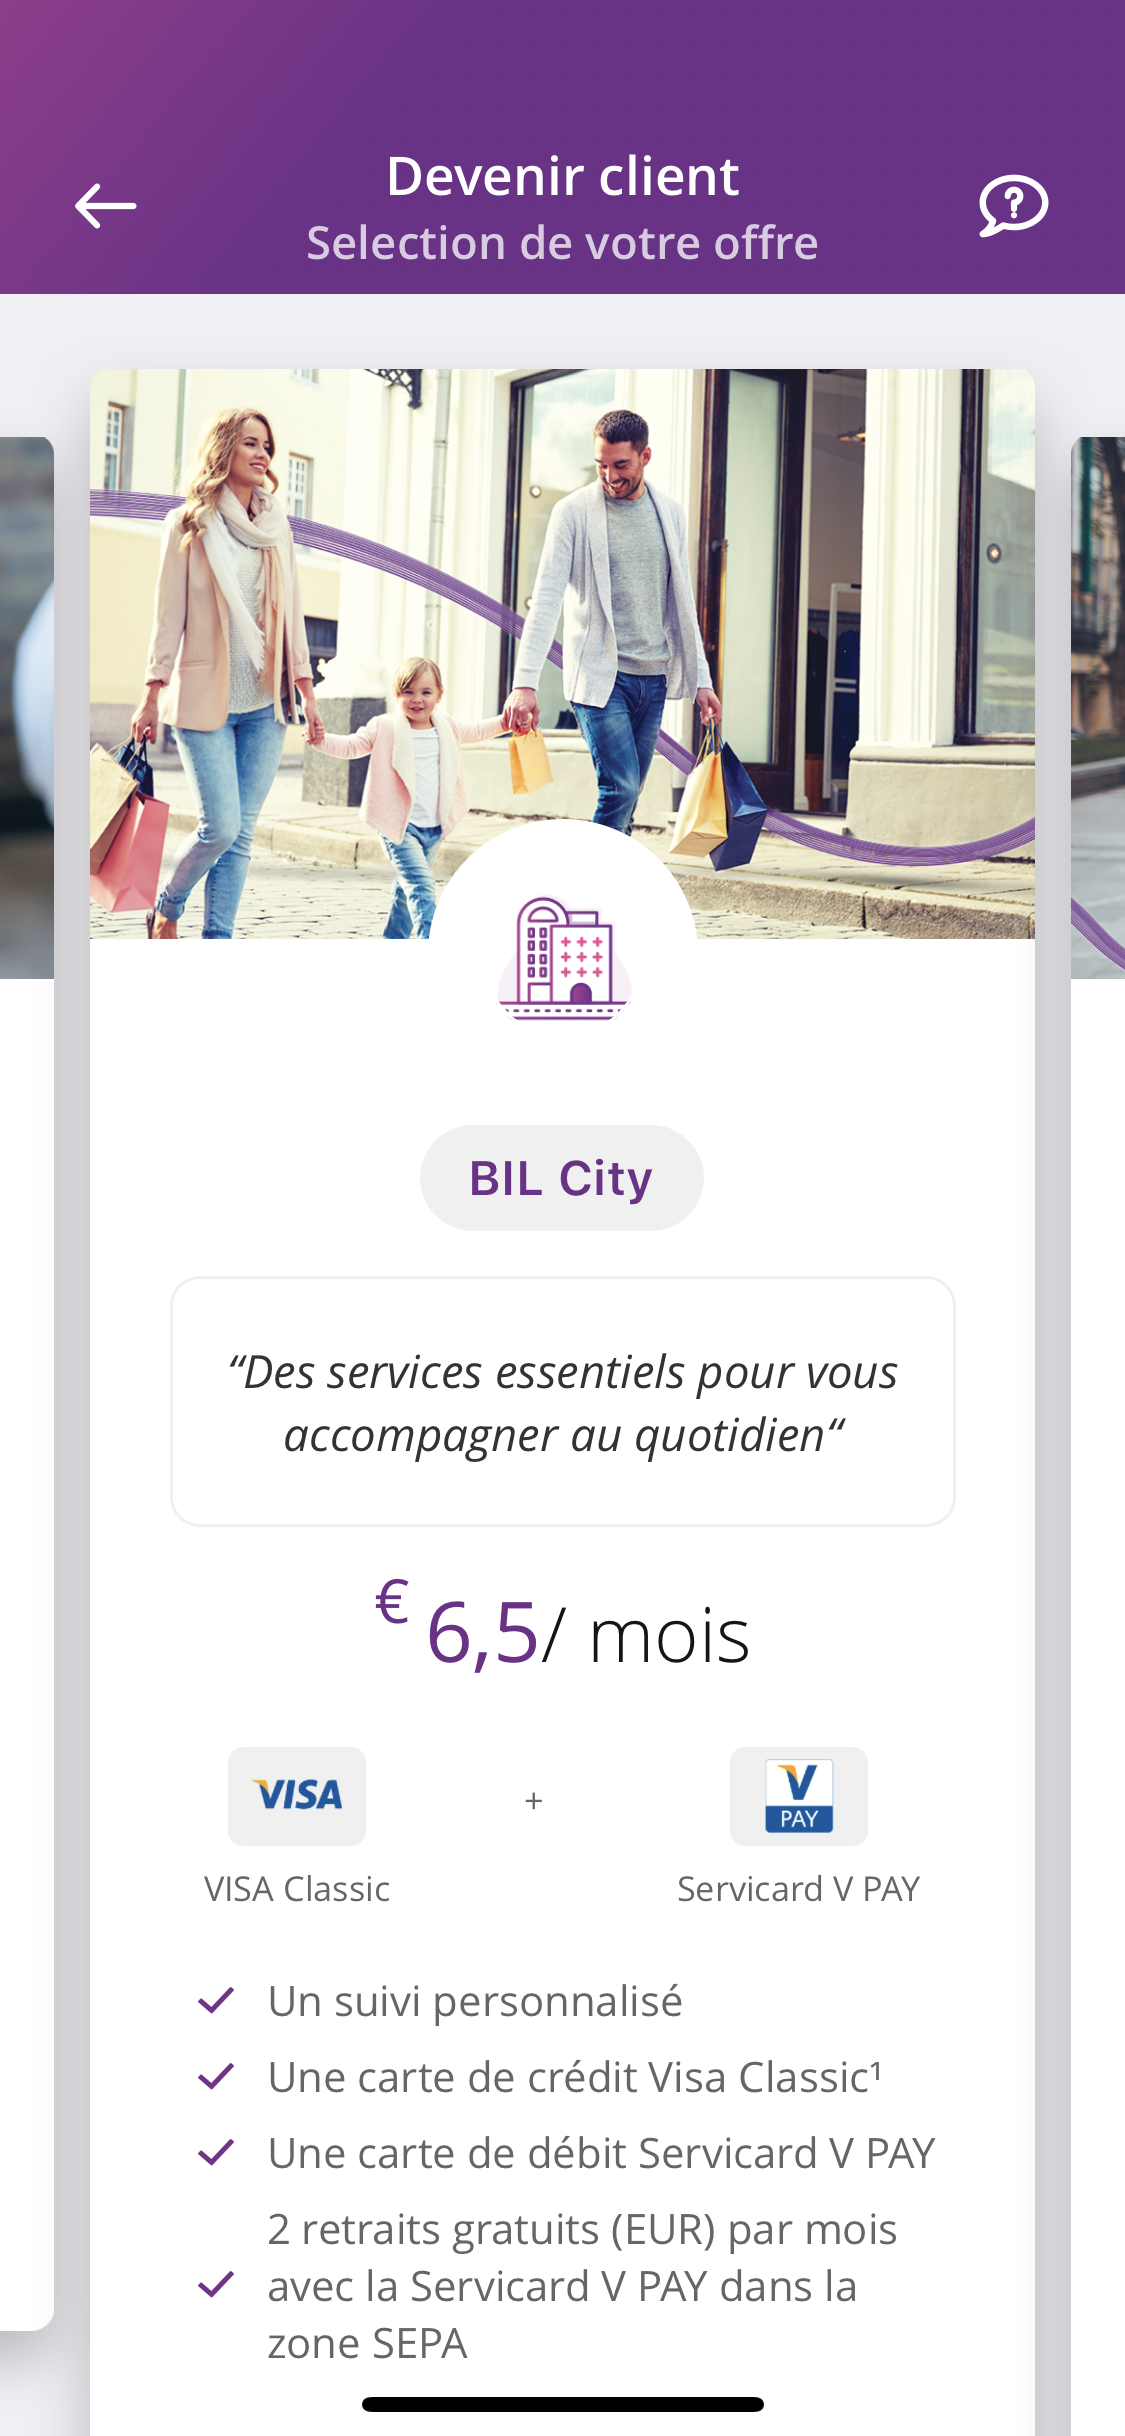 Devenir client
Selection de votre offre
BIL City
“Des services essentiels pour vous
accompagner au quotidien“
€ 6,5/ mois
VISA
+
V
PAY
VISA Classic
Servicard V PAY
Un suivi personnalisé
Une carte de crédit Visa Classic¹
Une carte de débit Servicard V PAY
2 retraits gratuits (EUR) par mois
avec la Servicard V PAY dans la
zone SEPA